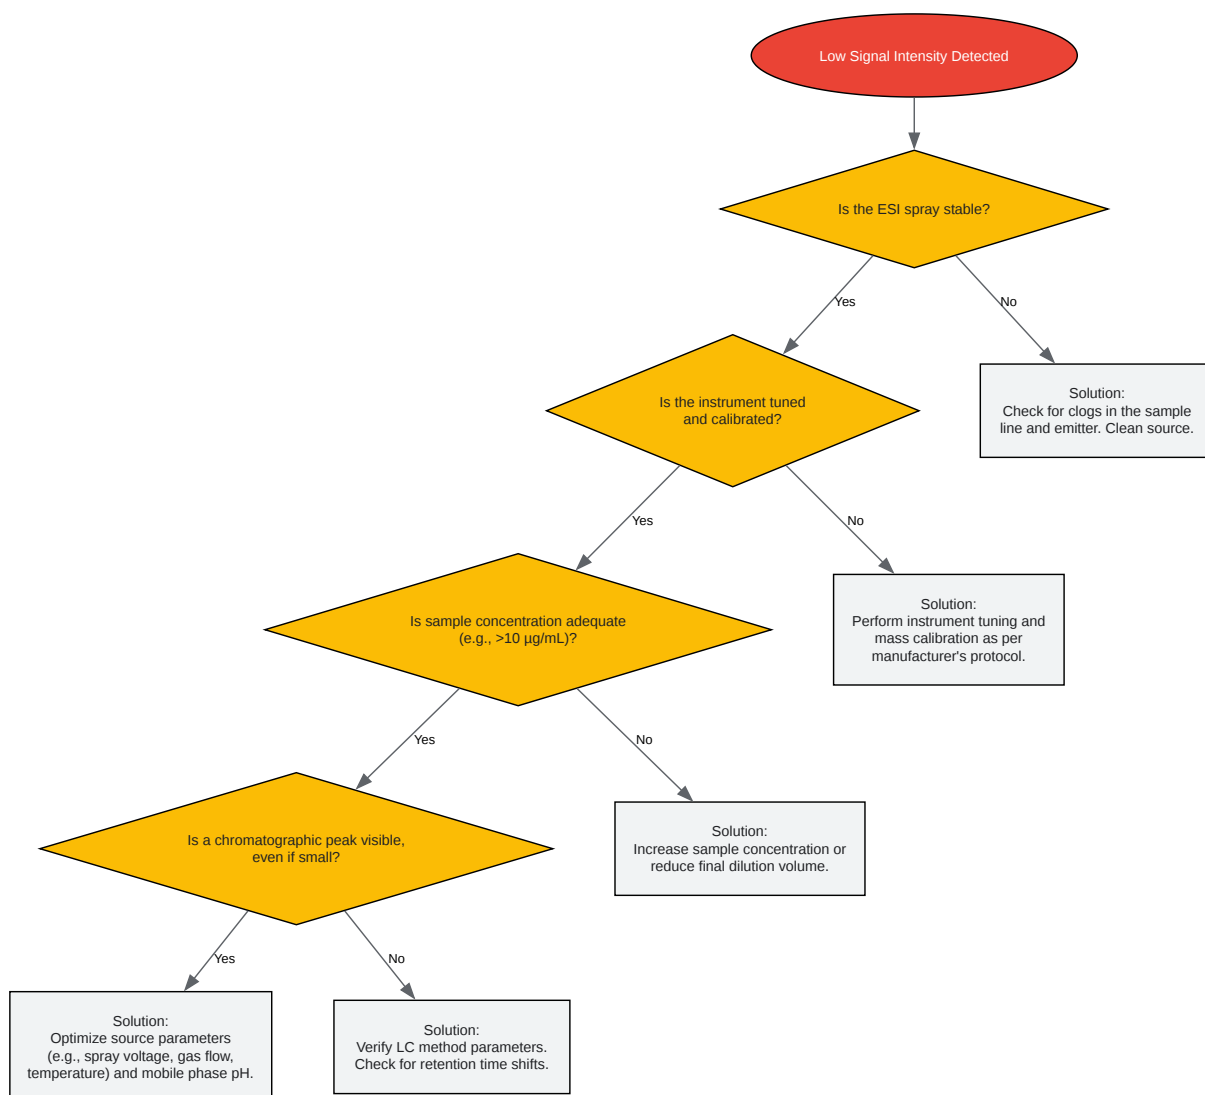 Low Signal Intensity Detected
Is the ESI spray stable?
Yes
No
Is the instrument tuned
and calibrated?
Solution:
Check for clogs in the sample
line and emitter. Clean source.
Yes
No
Is sample concentration adequate
(e.g., >10 µg/mL)?
Solution:
Perform instrument tuning and
mass calibration as per
manufacturer's protocol.
Yes
No
Is a chromatographic peak visible,
even if small?
Solution:
Increase sample concentration or
reduce final dilution volume.
Yes
No
Solution:
Optimize source parameters
(e.g., spray voltage, gas flow,
temperature) and mobile phase pH.
Solution:
Verify LC method parameters.
Check for retention time shifts.